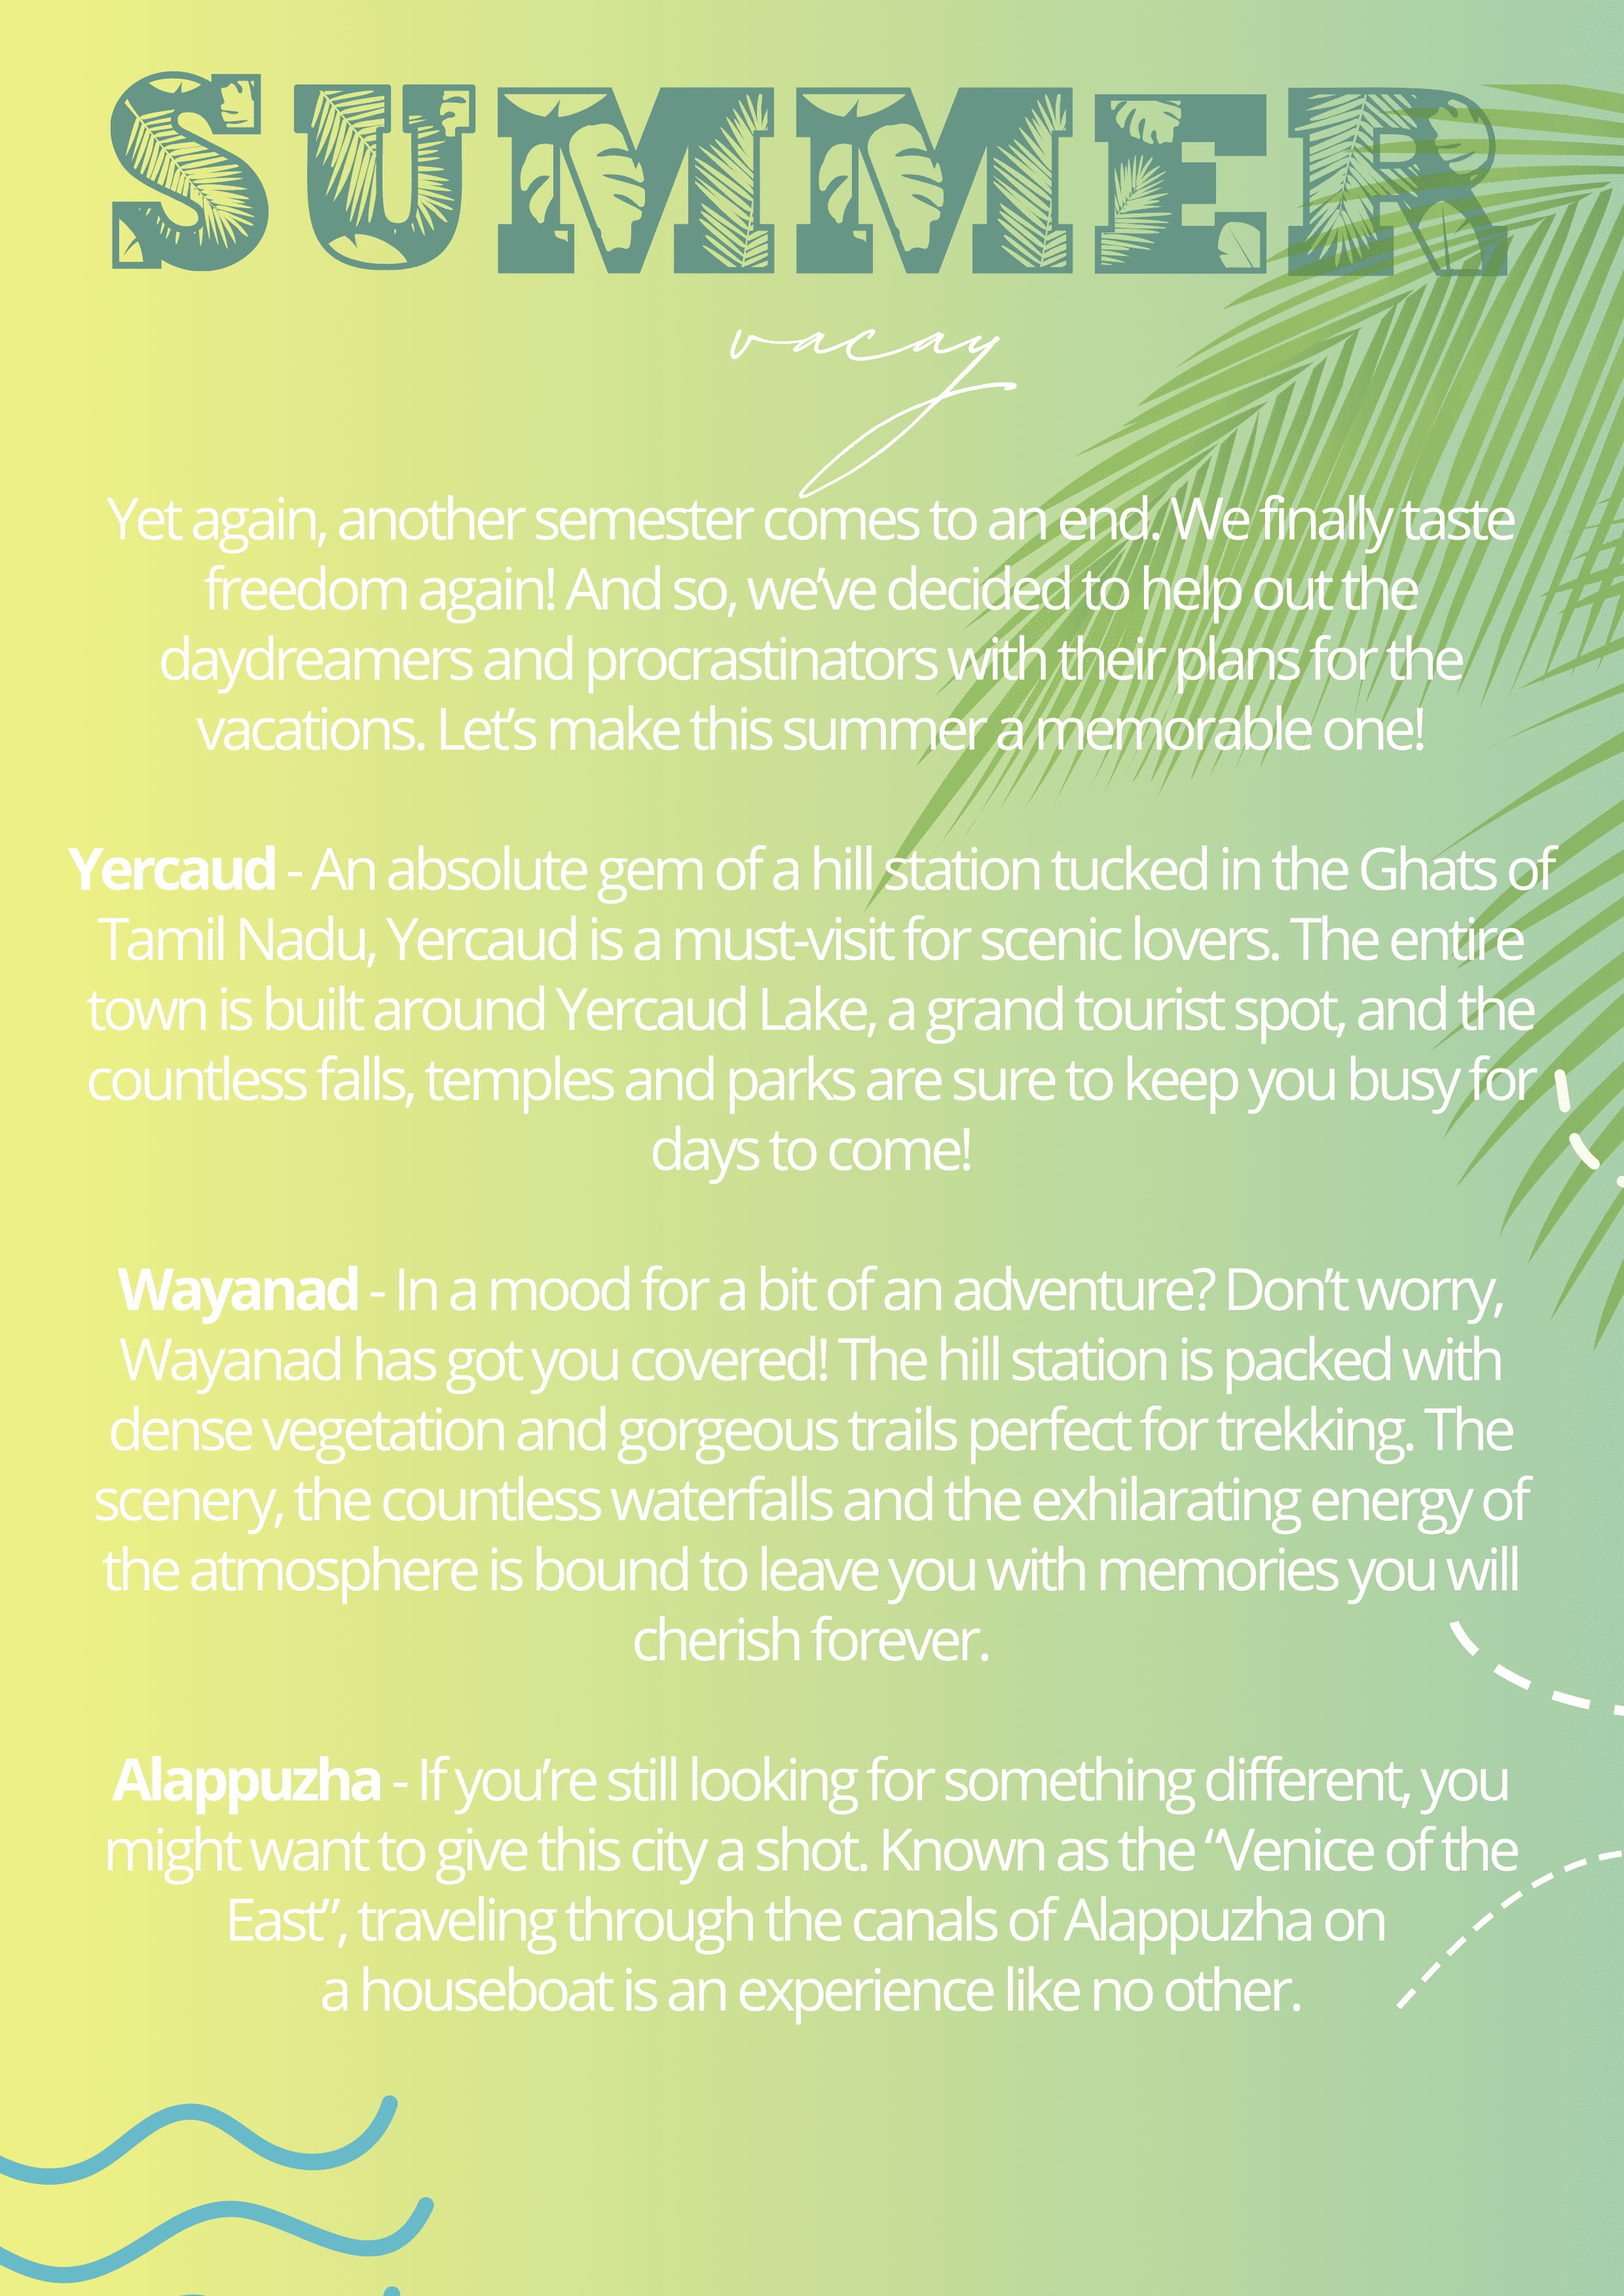 SUMMER
vacay
Yet again, another semester comes to an end. We finally taste
freedom again! And so, we’ve decided to help out the
daydreamers and procrastinators with their plans for the
vacations. Let’s make this summer a memorable one!
Yercaud - An absolute gem of a hill station tucked in the Ghats of
Tamil Nadu, Yercaud is a must-visit for scenic lovers. The entire
town is built around Yercaud Lake, a grand tourist spot, and the
countless falls, temples and parks are sure to keep you busy for
days to come!
Wayanad - In a mood for a bit of an adventure? Don’t worry,
Wayanad has got you covered! The hill station is packed with
dense vegetation and gorgeous trails perfect for trekking. The
scenery, the countless waterfalls and the exhilarating energy of
the atmosphere is bound to leave you with memories you will
cherish forever.
Alappuzha - If you’re still looking for something different, you
might want to give this city a shot. Known as the “Venice of the
East”, traveling through the canals of Alappuzha on
a houseboat is an experience like no other.